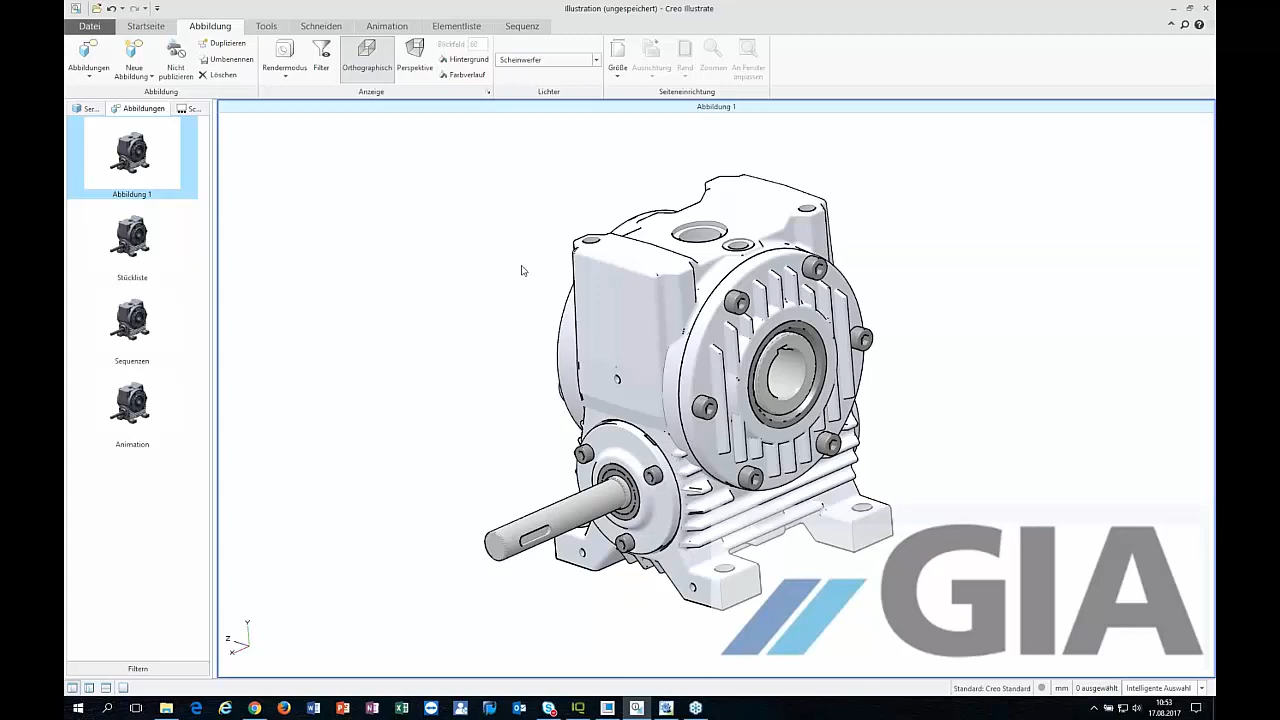 Illustration (ungespeichert) - Creo Illustrate
Datei
Startseite
Abbildung
Tools
Schneiden
Animation
Elementliste
Sequenz
Abbildungen
Neue
Abbildung
Nicht
publizieren
Duplizieren
Umbenennen
Löschen
Rendermodus
Filter
Orthographisch
Perspektive
Blickfeld 60
Hintergrund
Farbverlauf
Scheinwerfer
Größe
Ausrichtung
Rand
Zoomen
An Fenster
anpassen
Abbildung
Anzeige
Lichter
Seiteneinrichtung
Ser...
Abbildungen
Sc...
Abbildung 1
Abbildung 1
Stückliste
Sequenzen
Animation
Filtern
Y
Z
X
GIA
Standard: Creo Standard
mm
0 ausgewählt
Intelligente Auswahl
10:53
17.08.2017